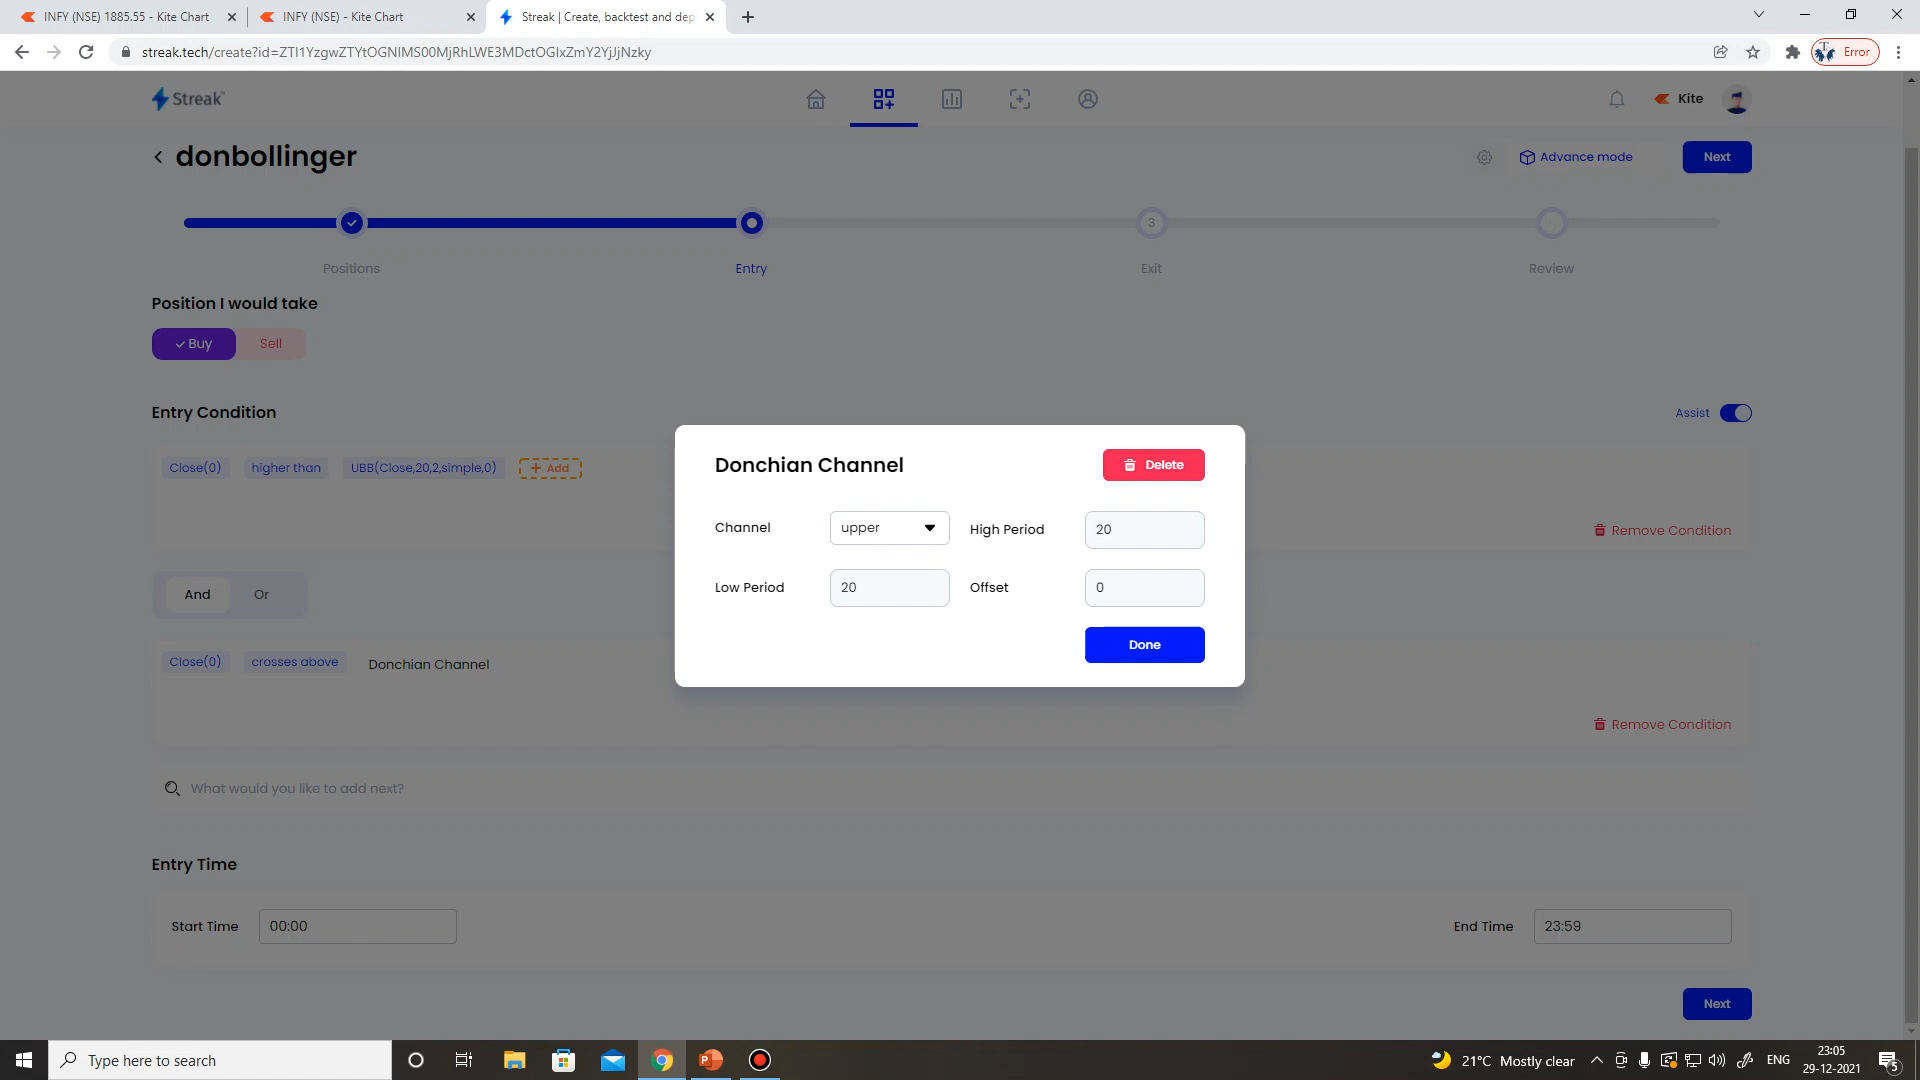 INFY (NSE) 1885.55 - Kite Chart
INFY (NSE) - Kite Chart
Streak | Create, backtest and dep
streak.tech/create?id=ZTI1YzgwZTYtOGNlMS00MjRhLWE3MDctOGIxZmY2YjJjNzky
Error
Streak
Kite
donbollinger
Advance mode
Next
3
Positions
Entry
Exit
Review
Position I would take
Buy
Sell
Entry Condition
Assist
Close(0)
higher than
UBB(Close,20,2,simple,0)
+ Add
Donchian Channel
Delete
Channel
upper
High Period
20
Remove Condition
Low Period
20
Offset
0
And
Or
Done
Close(0)
crosses above
Donchian Channel
Remove Condition
What would you like to add next?
Entry Time
Start Time
00:00
End Time
23:59
Next
Type here to search
21°C Mostly clear
ENG
23:05
29-12-2021
5